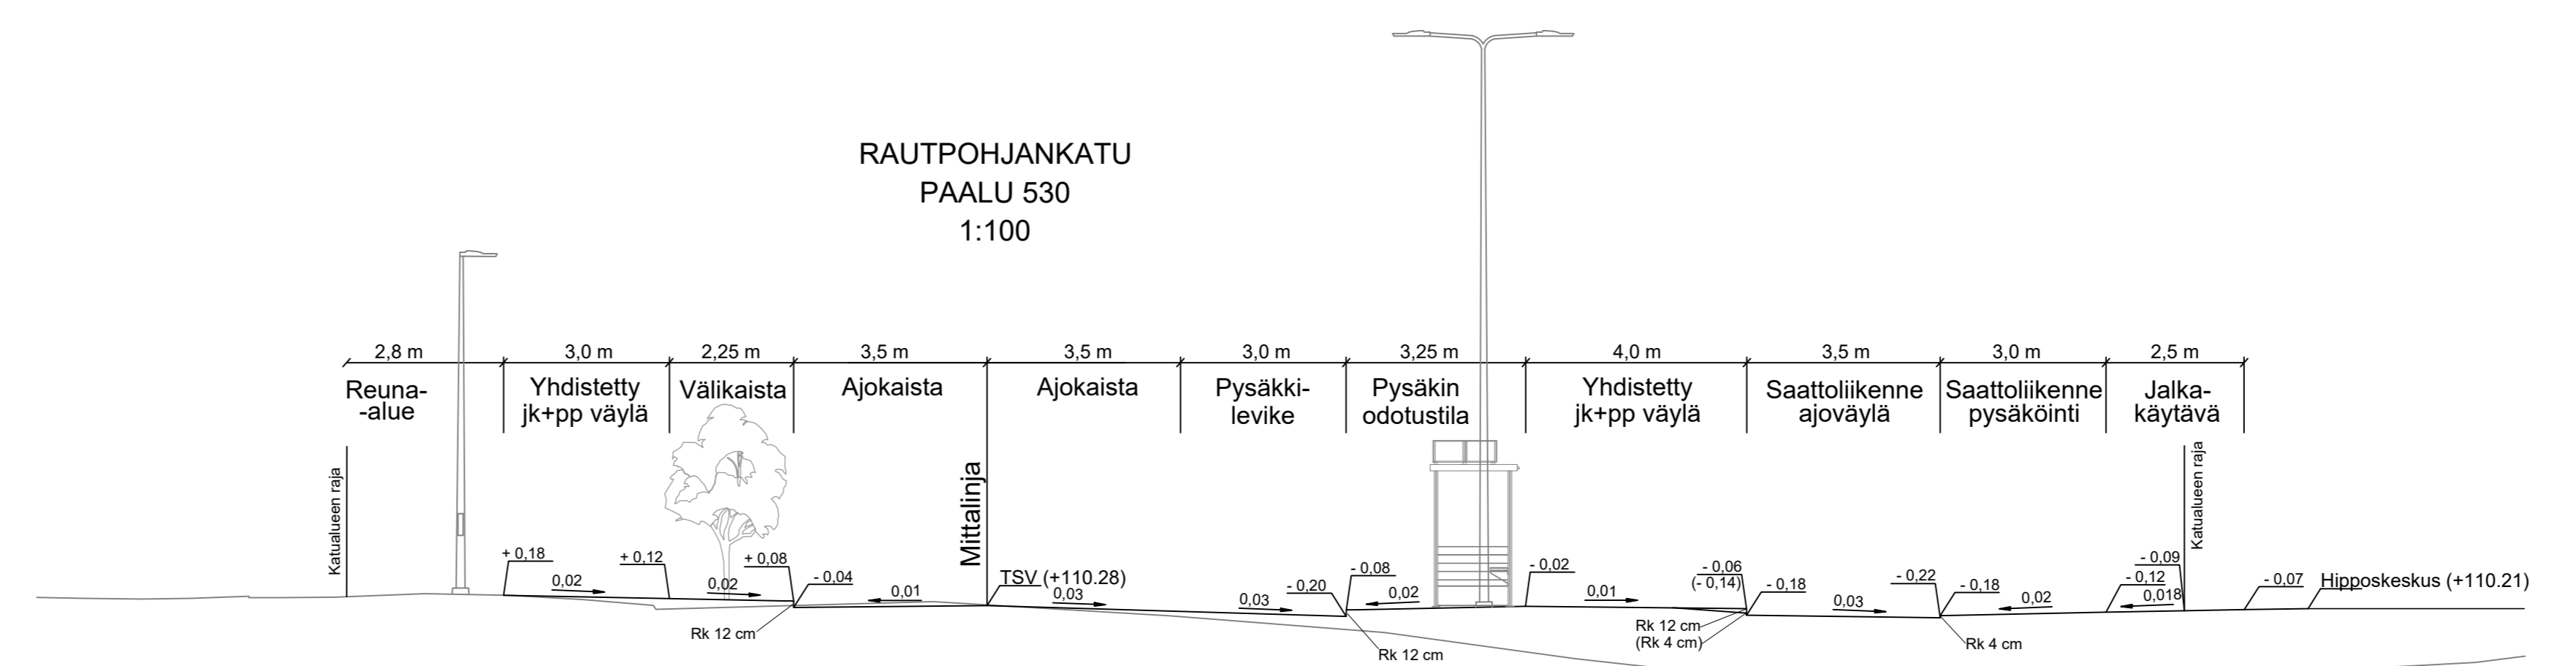 RAUTPOHJANKATU
PAALU 530
1:100
2,8 m
3,0 m
2,25 m
3,5 m
3,5 m
3,0 m
3,25 m
4,0 m
3,5 m
3,0 m
2,5 m
Reuna-
-alue
Yhdistetty
jk+pp väylä
Välikaista
Ajokaista
Ajokaista
Pysäkki-
levike
Pysäkin
odotustila
Yhdistetty
jk+pp väylä
Saattoliikenne
ajoväylä
Saattoliikenne
pysäköinti
Jalka-
käytävä
Katualueen raja
Mittalinja
Katualueen raja
+ 0,18
0,02
+ 0,12
0,02
+ 0,08
- 0,04
0,01
TSV (+110.28)
0,03
0,03
- 0,20
- 0,08
0,02
- 0,02
0,01
- 0,06
(- 0,14)
- 0,18
0,03
- 0,22
- 0,18
0,02
- 0,09
- 0,12
0,018
- 0,07
Hipposkeskus (+110.21)
Rk 12 cm
Rk 12 cm
Rk 12 cm
(Rk 4 cm)
Rk 4 cm